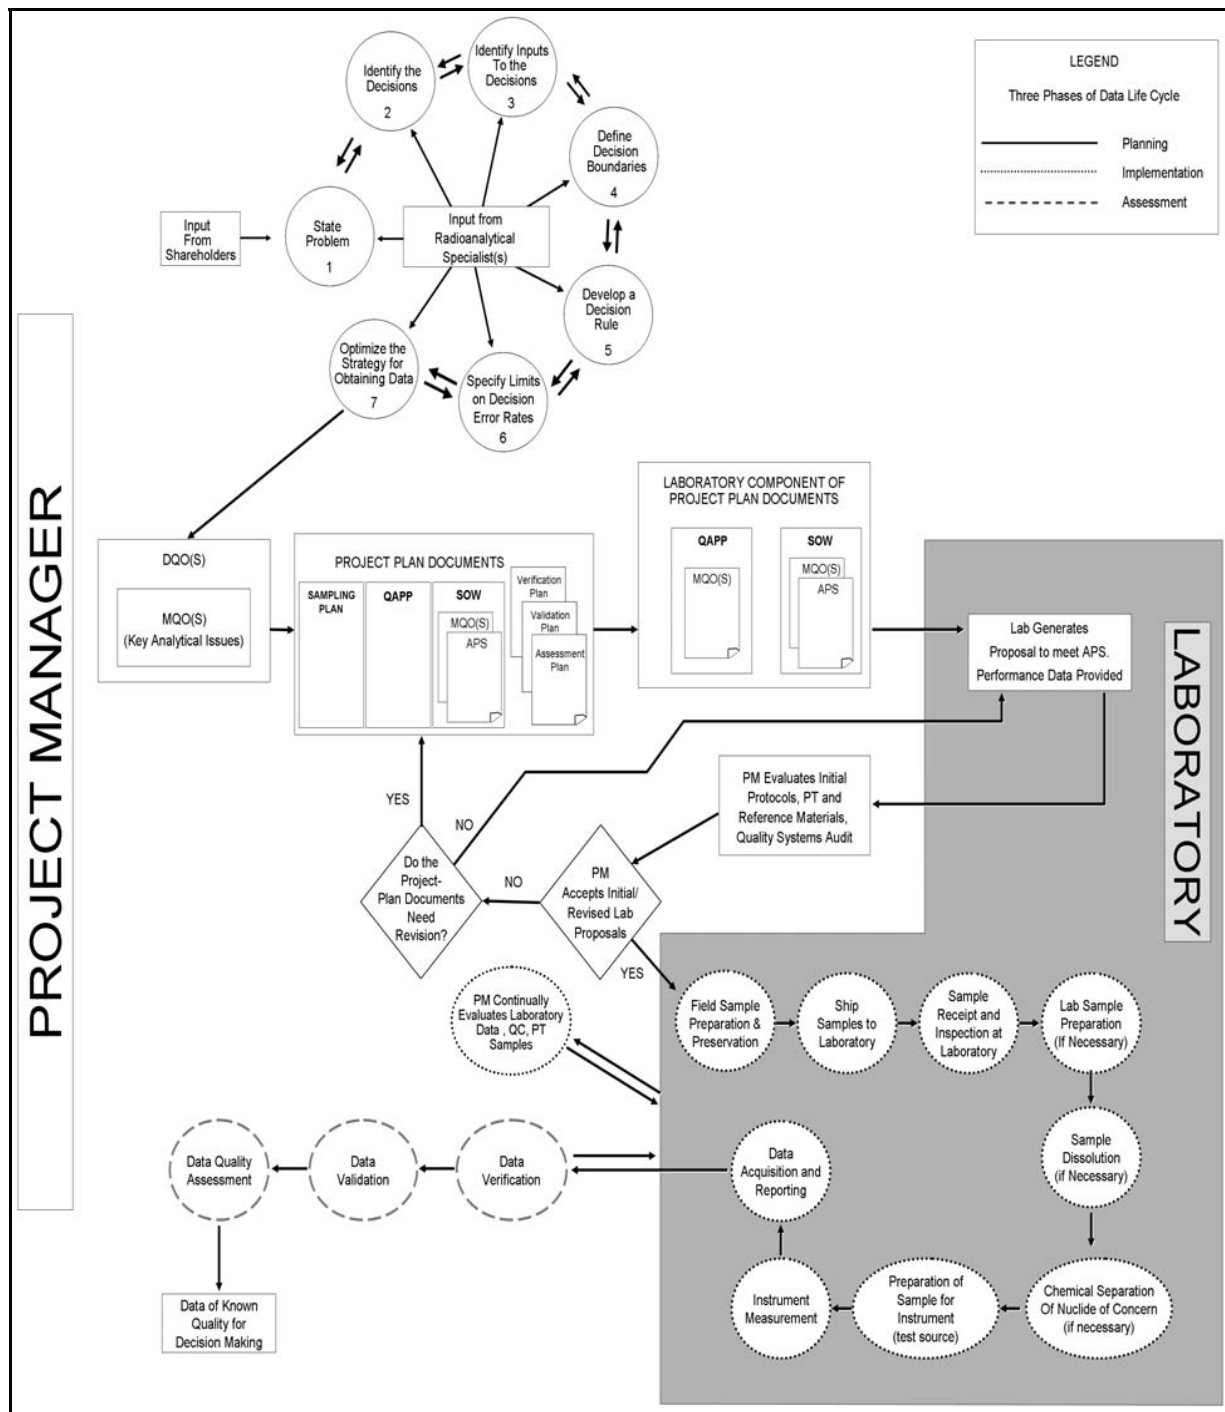 Identify the
Decisions
2
Identify Inputs
To the
Decisions
3
Define
Decision
Boundaries
4
Input
From
Shareholders
State
Problem
1
Input from
Radioanalytical
Specialist(s)
Develop a
Decision
Rule
5
Optimize the
Strategy for
Obtaining Data
7
Specify Limits
on Decision
Error Rates
6
LEGEND
Three Phases of Data Life Cycle
Planning
Implementation
Assessment
PROJECT MANAGER
DQO(S)
MQO(S)
(Key Analytical Issues)
PROJECT PLAN DOCUMENTS
SAMPLING
PLAN
QAPP
SOW
MQO(S)
APS
Verification
Plan
Validation
Plan
Assessment
Plan
LABORATORY COMPONENT OF
PROJECT PLAN DOCUMENTS
QAPP
MQO(S)
SOW
MQO(S)
APS
Lab Generates
Proposal to meet APS.
Performance Data Provided
LABORATORY
PM Evaluates Initial
Protocols, PT and
Reference Materials,
Quality Systems Audit
YES
NO
Do the
Project-
Plan Documents
Need
Revision?
NO
PM
Accepts Initial/
Revised Lab
Proposals
YES
PM Continually
Evaluates Laboratory
Data , QC, PT
Samples
Field Sample
Preparation &
Preservation
Ship
Samples to
Laboratory
Sample
Receipt and
Inspection at
Laboratory
Lab Sample
Preparation
(If Necessary)
Sample
Dissolution
(if Necessary)
Chemical Separation
Of Nuclide of Concern
(if necessary)
Preparation of
Sample for
Instrument
(test source)
Instrument
Measurement
Data
Acquisition and
Reporting
Data
Verification
Data
Validation
Data Quality
Assessment
Data of Known
Quality for
Decision Making